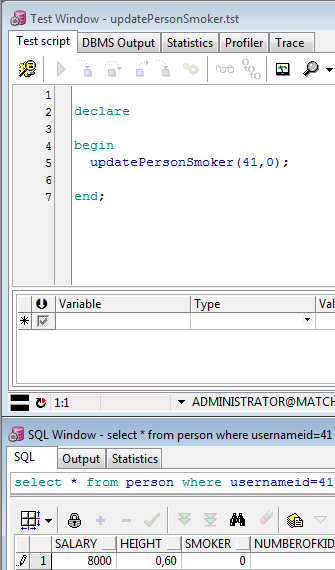 Test Window - updatePersonSmoker.tst
Test script DBMS Output Statistics Profiler Trace
1
2 declare
3
4 begin
5 updatePersonSmoker(41,0);
6
7 end;
Variable Type Val
1:1 ADMINISTRATOR@MATCH
SQL Window - select * from person where usernameid=41
SQL Output Statistics
select * from person where usernameid=41
SALARY HEIGHT SMOKER NUMBEROFKID
1 8000 0,60 0